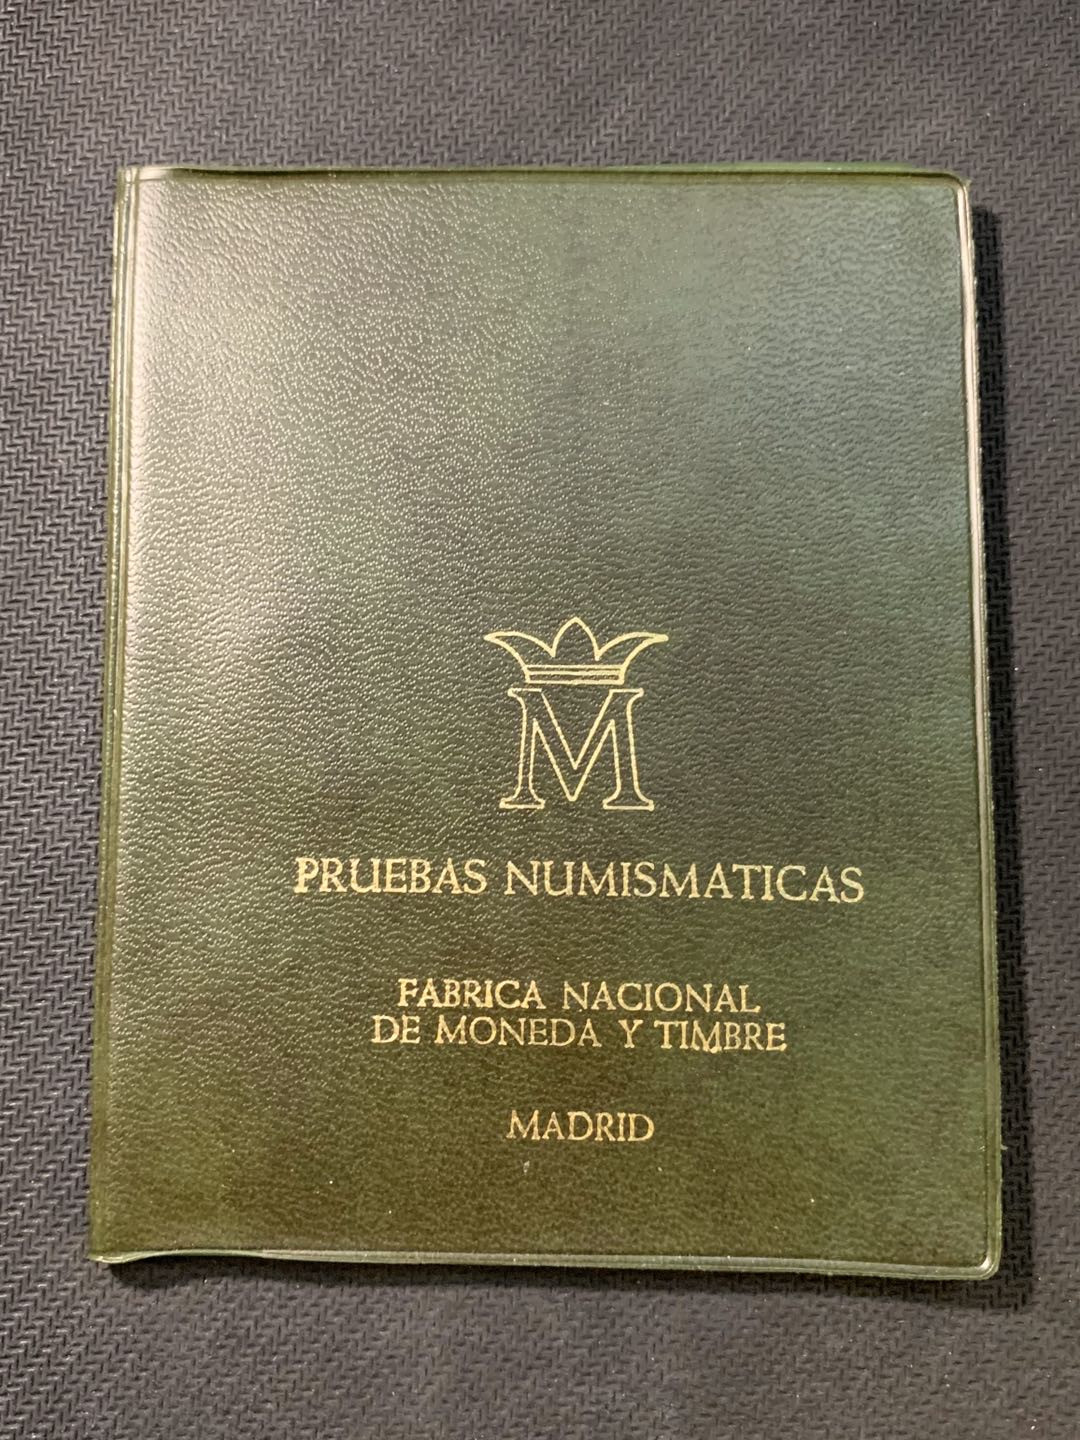 M
PRUEBAS NUMISMATICAS
FABRICA NACIONAL
DE MONEDA Y TIMBRE
MADRID